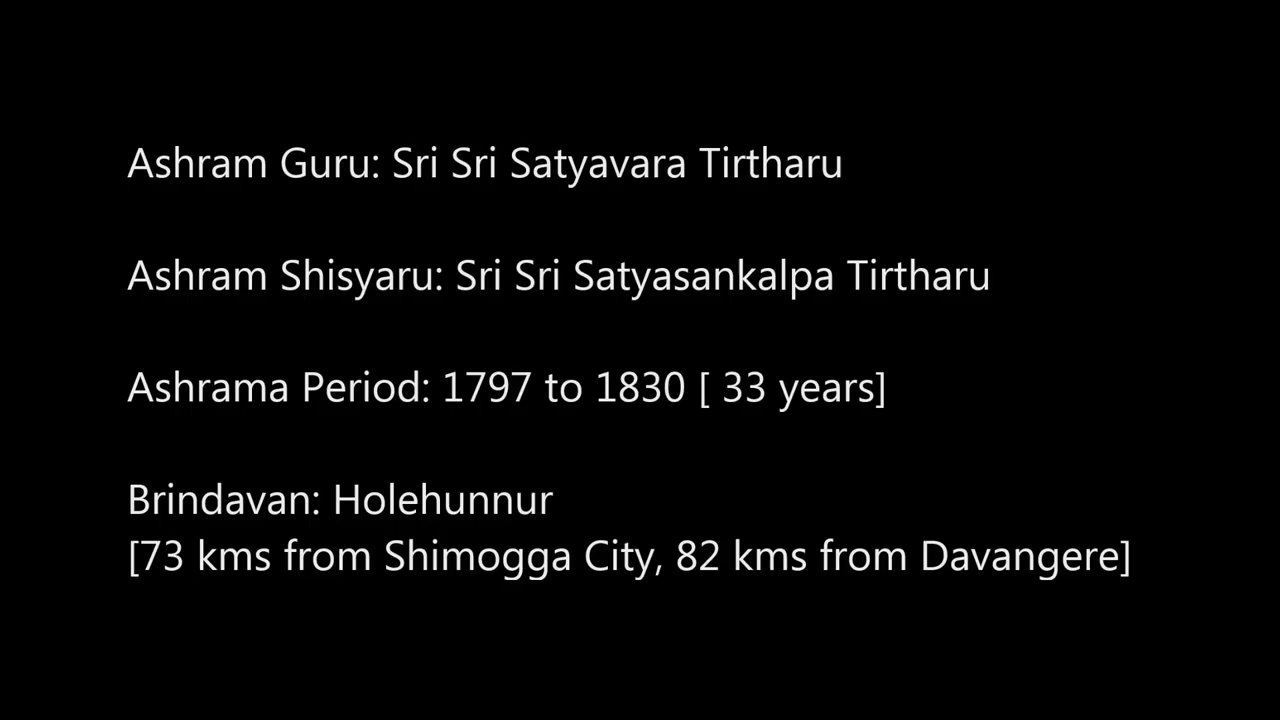 Ashram Guru: Sri Sri Satyavara Tirtharu
Ashram Shisyaru: Sri Sri Satyasankalpa Tirtharu
Ashrama Period: 1797 to 1830 [ 33 years]
Brindavan: Holehunnur
[73 kms from Shimogga City, 82 kms from Davangere]